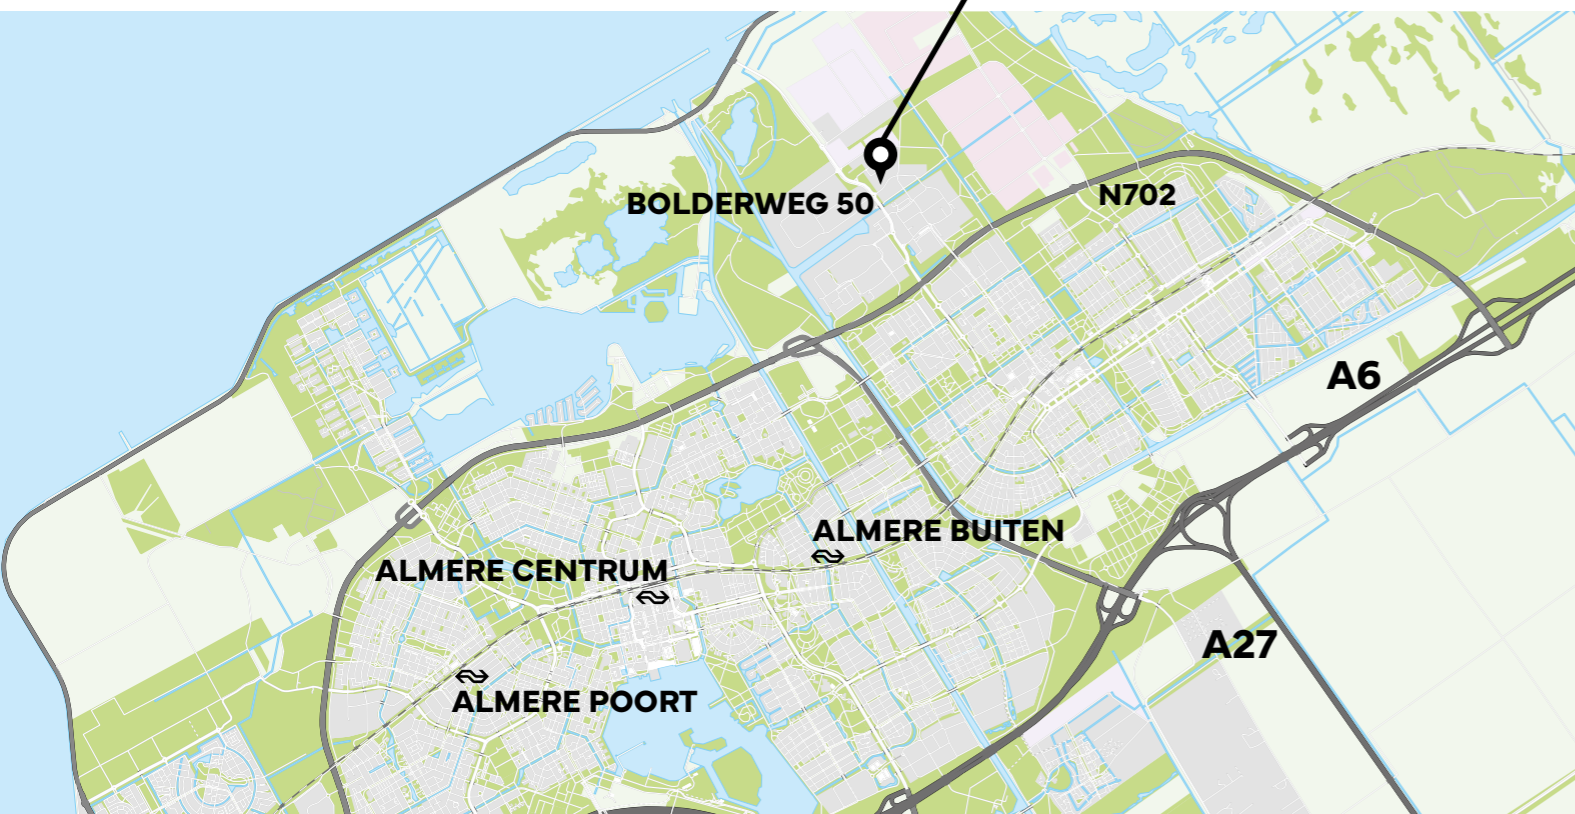 N702
BOLDERWEG 50
A6
ALMERE BUITEN
ALMERE CENTRUM
A27
ALMERE POORT